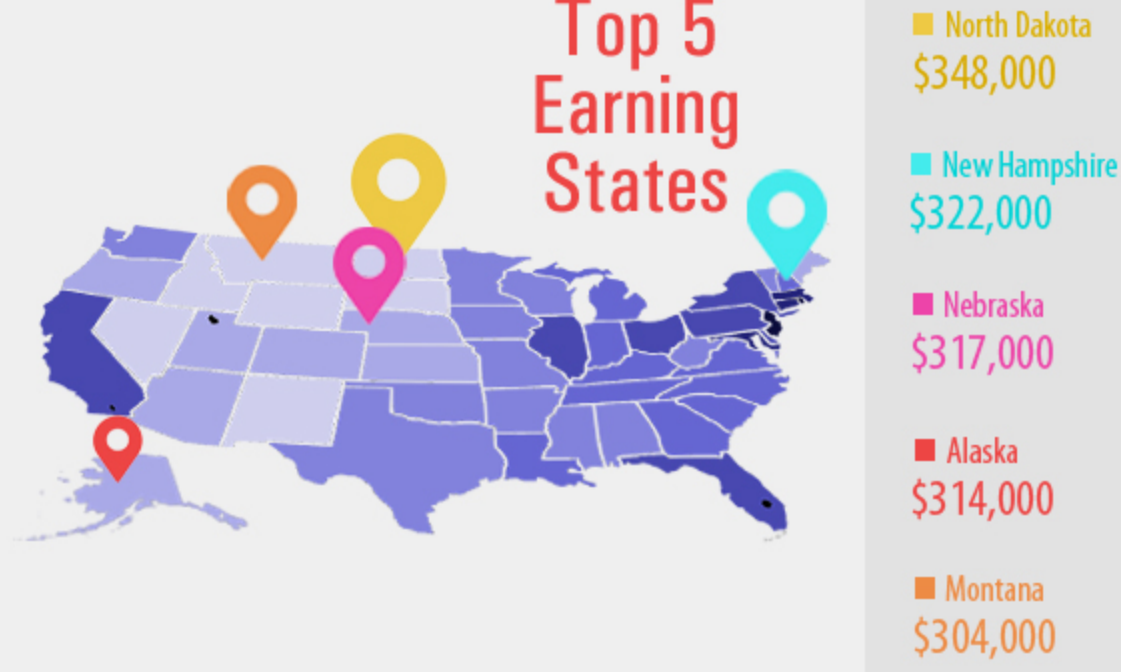 Top 5
Earning
States
North Dakota
$348,000
New Hampshire
$322,000
Nebraska
$317,000
Alaska
$314,000
Montana
$304,000